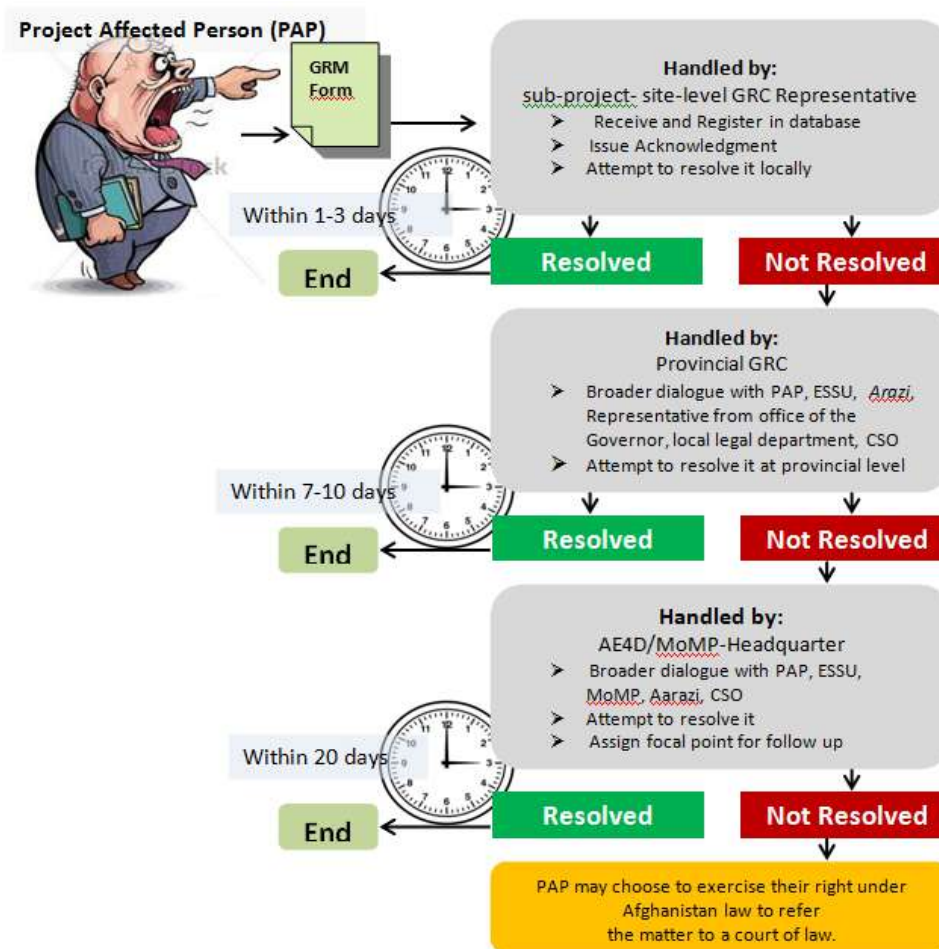 Project Affected Person (PAP)
GRM
Form
Handled by:
sub-project- site-level GRC Representative
➤ Receive and Register in database
➤ Issue Acknowledgment
➤ Attempt to resolve it locally
Within 1-3 days
Resolved
Not Resolved
End
Handled by:
Provincial GRC
➤ Broader dialogue with PAP, ESSU, Arazi,
Representative from office of the
Governor, local legal department, CSO
➤ Attempt to resolve it at provincial level
Within 7-10 days
Resolved
Not Resolved
End
Handled by:
AE4D/MoMP-Headquarter
➤ Broader dialogue with PAP, ESSU,
MoMP, Aarazi, CSO
➤ Attempt to resolve it
➤ Assign focal point for follow up
Within 20 days
Resolved
Not Resolved
End
PAP may choose to exercise their right under
Afghanistan law to refer
the matter to a court of law.